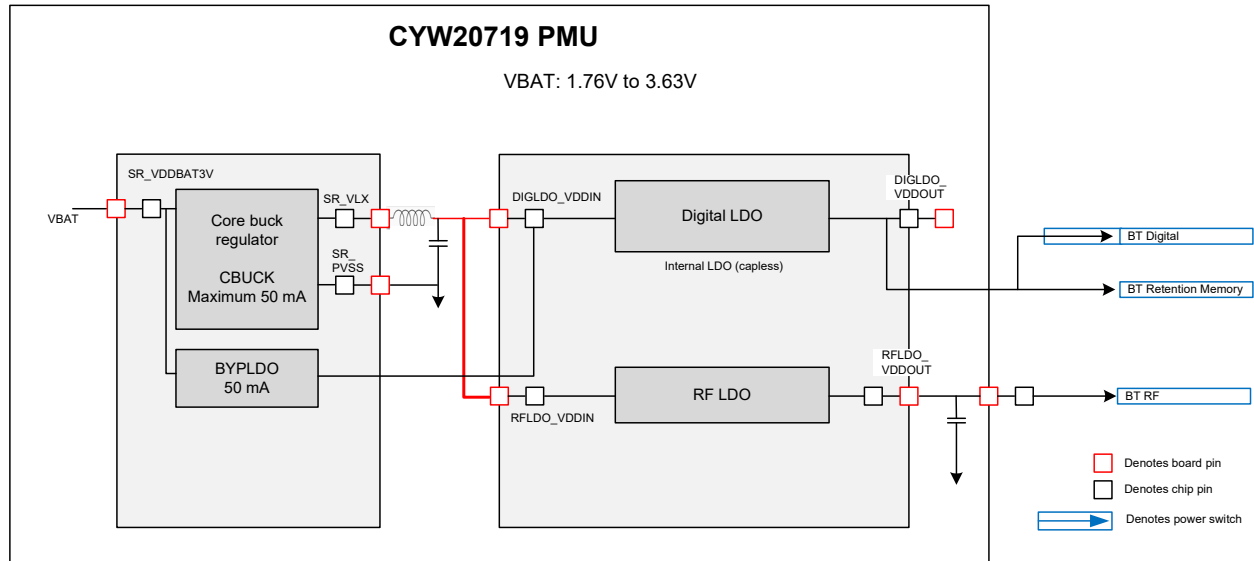 CYW20719 PMU
VBAT: 1.76V to 3.63V
SR_VDDBAT3V
VBAT
Core buck
regulator
CBUCK
Maximum 50 mA
SR_VLX
SR_
PVSS
BYPLDO
50 mA
DIGLDO_VDDIN
Digital LDO
Internal LDO (capless)
DIGLDO_
VDDOUT
RFLDO_VDDIN
RF LDO
RFLDO_
VDDOUT
BT Digital
BT Retention Memory
BT RF
Denotes board pin
Denotes chip pin
Denotes power switch